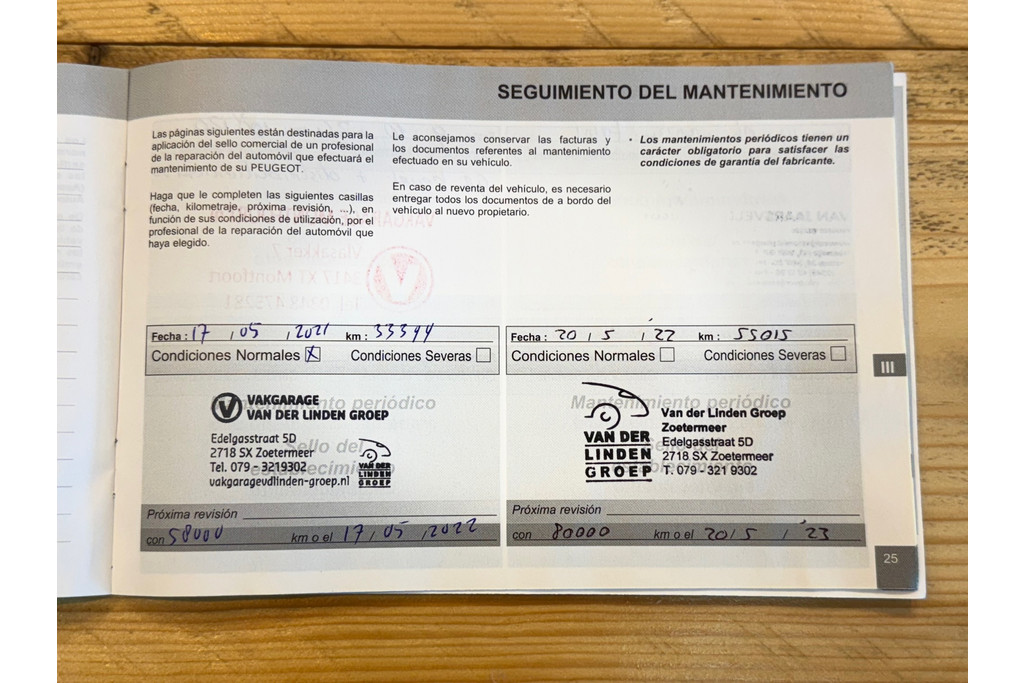 SEGUIMIENTO DEL MANTENIMIENTO
Las páginas siguientes están destinadas para la
aplicación del sello comercial de un profesional
de la reparación del automóvil que efectuará el
mantenimiento de su PEUGEOT.
Haga que le completen las siguientes casillas
(fecha, kilometraje, próxima revisión, ...), en
función de sus condiciones de utilización, por el
profesional de la reparación del automóvil que
haya elegido.
Le aconsejamos conservar las facturas y
los documentos referentes al mantenimiento
efectuado en su vehículo.
En caso de reventa del vehículo, es necesario
entregar todos los documentos de a bordo del
vehículo al nuevo propietario.
• Los mantenimientos periódicos tienen un
carácter obligatorio para satisfacer las
condiciones de garantía del fabricante.
Fecha : 17 / 05 / 2021 km : 33344
Condiciones Normales X Condiciones Severas
Mantenimiento periódico
VAKGARAGE
VAN DER LINDEN GROEP
Sello del
establecimiento
Edelgasstraat 5D
2718 SX Zoetermeer
Tel. 079 - 3219302
vakgaragevdlinden-groep.nl
VAN DER
LINDEN
GROEP
Próxima revisión
con 58000 km o el 17 / 05 / 2022
Fecha : 20 / 5 / 22 km : 55015
Condiciones Normales Condiciones Severas
Mantenimiento periódico
VAN DER
LINDEN
GROEP
Van der Linden Groep
Zoetermeer
Edelgasstraat 5D
2718 SX Zoetermeer
T. 079 - 321 9302
Próxima revisión
con 80000 km o el 20 / 5 / 23
III
25